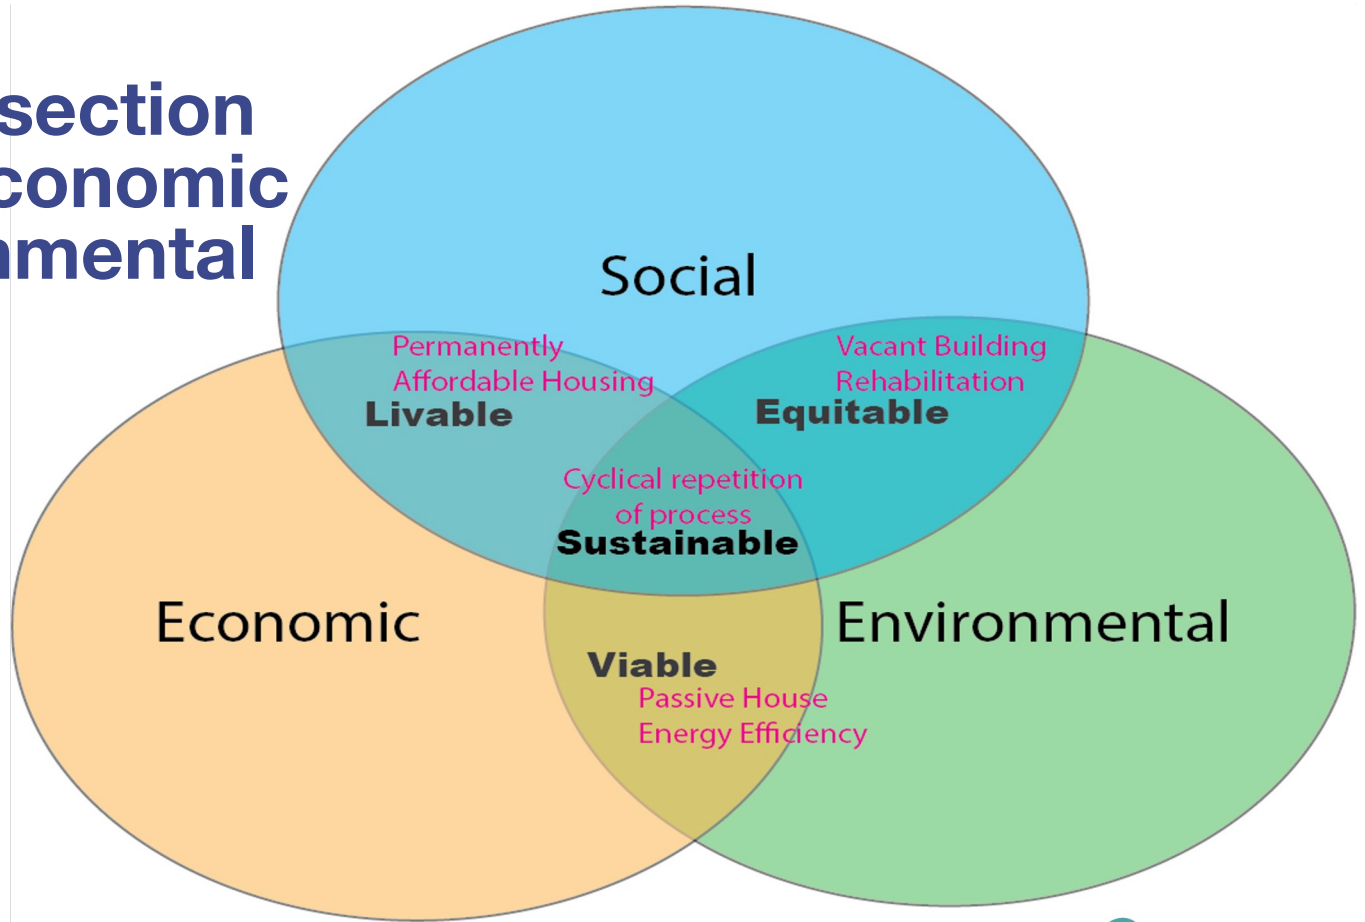 section
conomic
nmental
Social
Permanently
Affordable Housing
Livable
Vacant Building
Rehabilitation
Equitable
Cyclical repetition
of process
Sustainable
Economic
Environmental
Viable
Passive House
Energy Efficiency